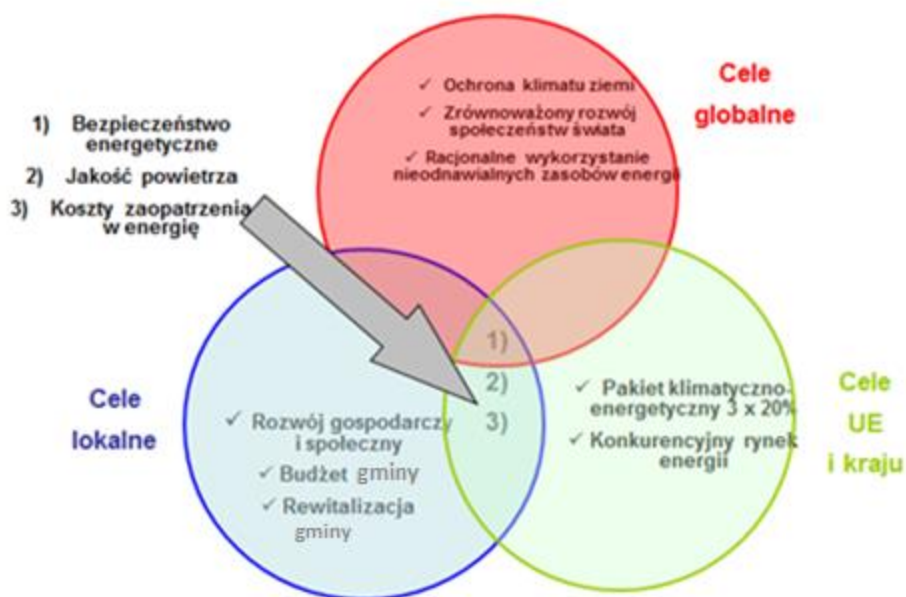 1) Bezpieczeństwo
energetyczne
2) Jakość powietrza
3) Koszty zaopatrzenia
w energię
✓ Ochrona klimatu ziemi
✓ Zrównoważony rozwój
społeczeństw świata
✓ Racjonalne wykorzystanie
nieodnawialnych zasobów energii
Cele
globalne
1)
2)
3)
Cele
lokalne
✓ Rozwój gospodarczy
i społeczny
✓ Budżet gminy
✓ Rewitalizacja
gminy
✓ Pakiet klimatyczno-
energetyczny 3 x 20%
✓ Konkurencyjny rynek
energii
Cele
UE
i kraju